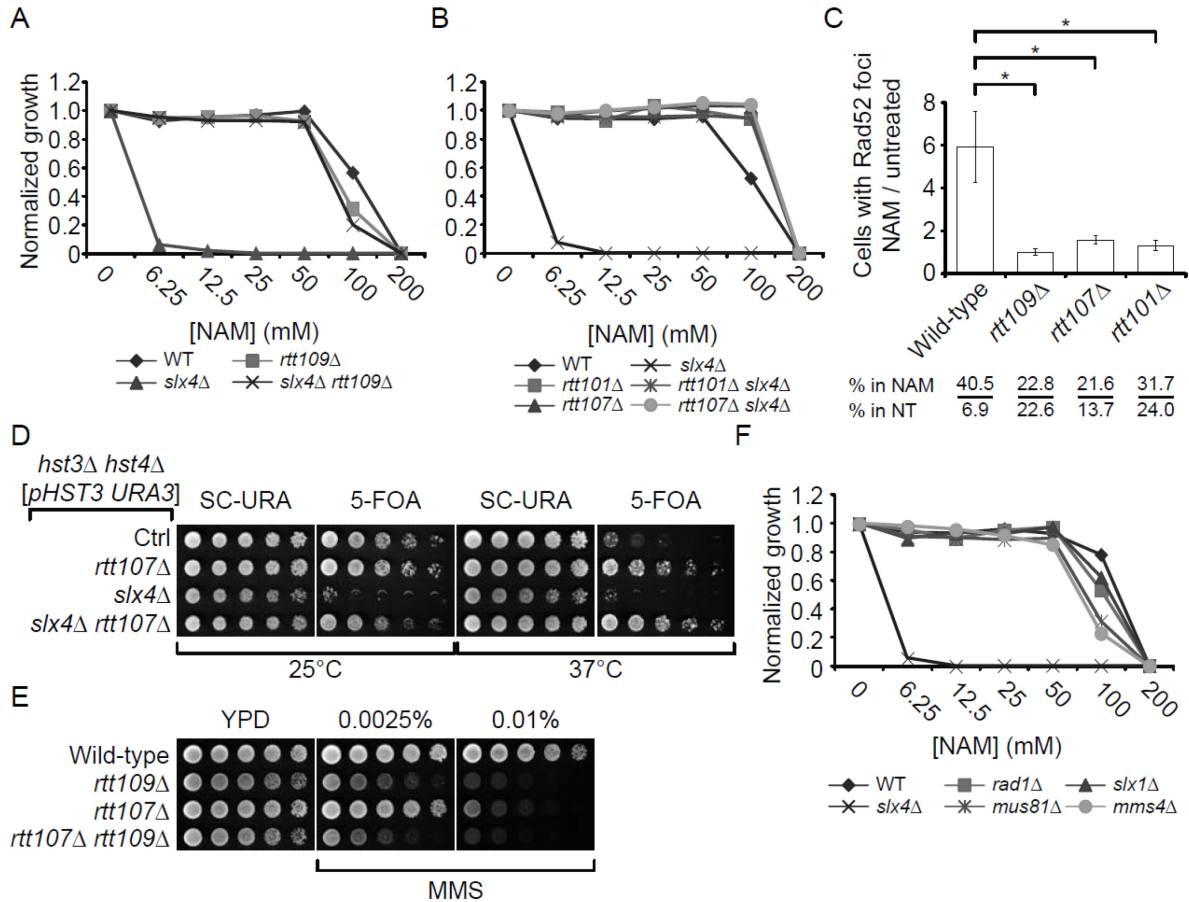 A
Normalized growth
1.2
1.0
0.8
0.6
0.4
0.2
0
0 6.25 12.5 25 50 100 200
[NAM] (mM)
WT rtt109Δ
slx4Δ slx4Δ rtt109Δ
B
1.2
1.0
0.8
0.6
0.4
0.2
0
0 6.25 12.5 25 50 100 200
[NAM] (mM)
WT slx4Δ
rtt101Δ rtt101Δ slx4Δ
rtt107Δ rtt107Δ slx4Δ
C
Cells with Rad52 foci
NAM / untreated
* 
*
*
8
6
4
2
0
Wild-type rtt109Δ rtt107Δ rtt101Δ
% in NAM 40.5 22.8 21.6 31.7
% in NT 6.9 22.6 13.7 24.0
D
hst3Δ hst4Δ
[pHST3 URA3]
SC-URA 5-FOA SC-URA 5-FOA
Ctrl
rtt107Δ
slx4Δ
slx4Δ rtt107Δ
25°C 37°C
E
YPD 0.0025% 0.01%
Wild-type
rtt109Δ
rtt107Δ
rtt107Δ rtt109Δ
MMS
F
Normalized growth
1.2
1.0
0.8
0.6
0.4
0.2
0
0 6.25 12.5 25 50 100 200
[NAM] (mM)
WT rad1Δ slx1Δ
slx4Δ mus81Δ mms4Δ